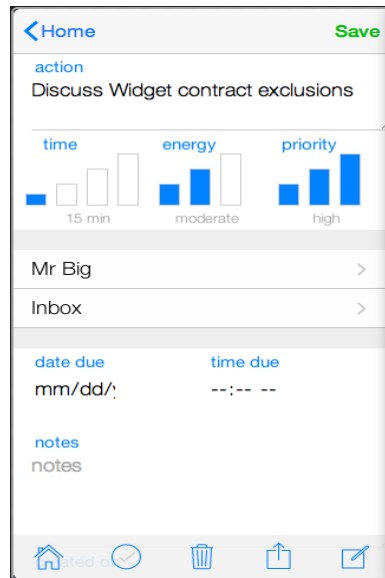 Home Save
action
Discuss Widget contract exclusions
time energy priority
15 min moderate high
Mr Big
Inbox
date due time due
mm/dd/y --:-- --
notes
notes